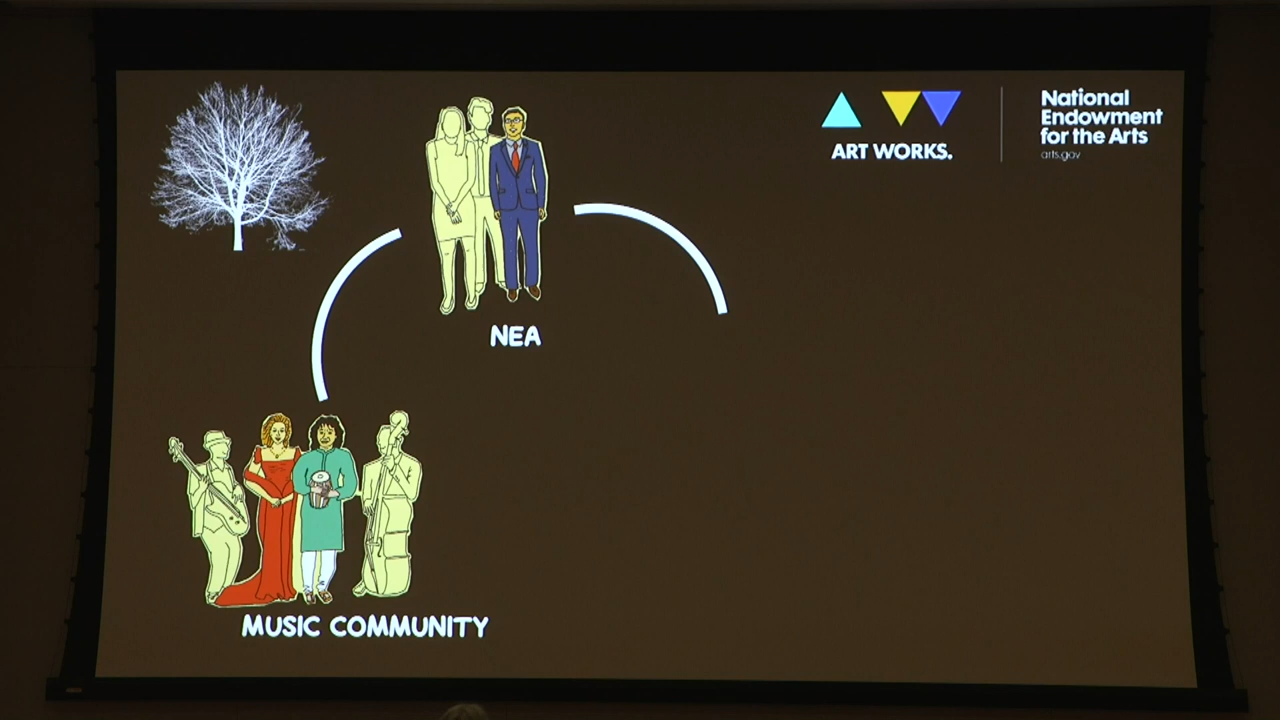 ART WORKS.
National
Endowment
for the Arts
arts.gov
NEA
MUSIC COMMUNITY